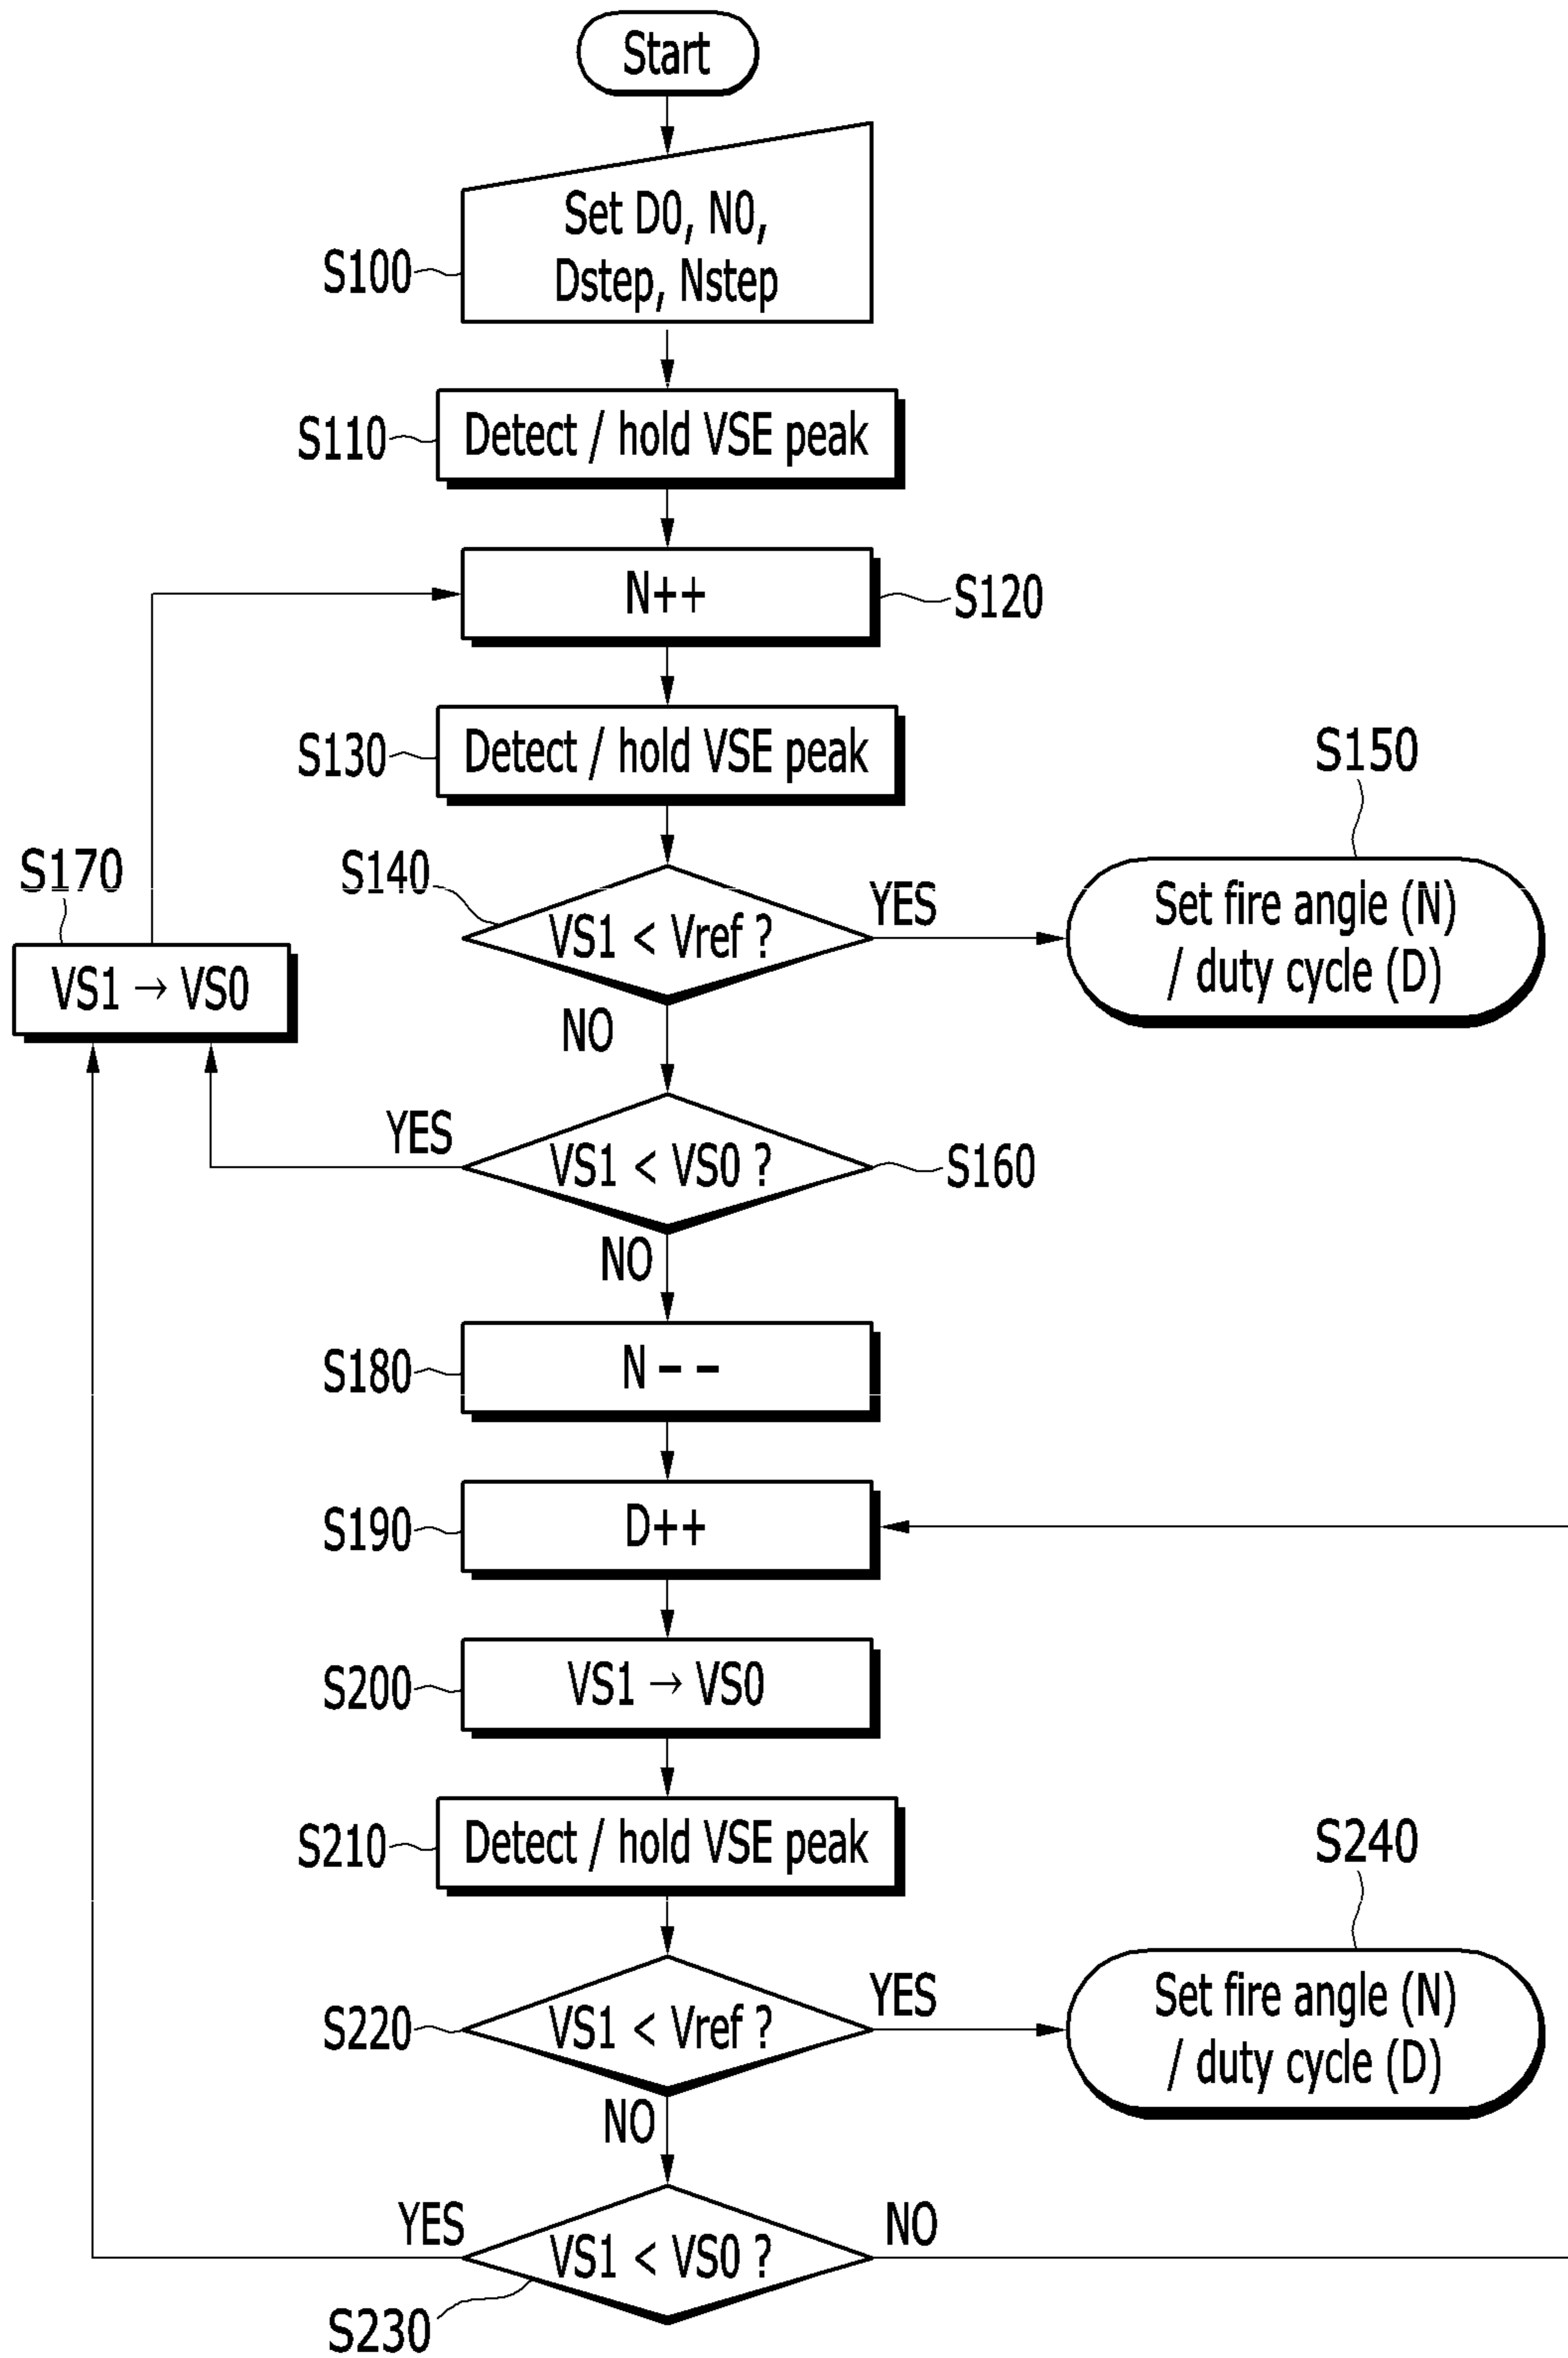 Start
Set D0, N0,
Dstep, Nstep
S100
Detect / hold VSE peak
S110
N++
S120
Detect / hold VSE peak
S130
S150
S170
S140
VS1 < Vref ?
YES
Set fire angle (N)
/ duty cycle (D)
VS1 → VS0
NO
YES
VS1 < VS0 ?
S160
NO
S180
N – –
S190
D++
S200
VS1 → VS0
S210
Detect / hold VSE peak
S240
S220
VS1 < Vref ?
YES
Set fire angle (N)
/ duty cycle (D)
NO
YES
VS1 < VS0 ?
NO
S230